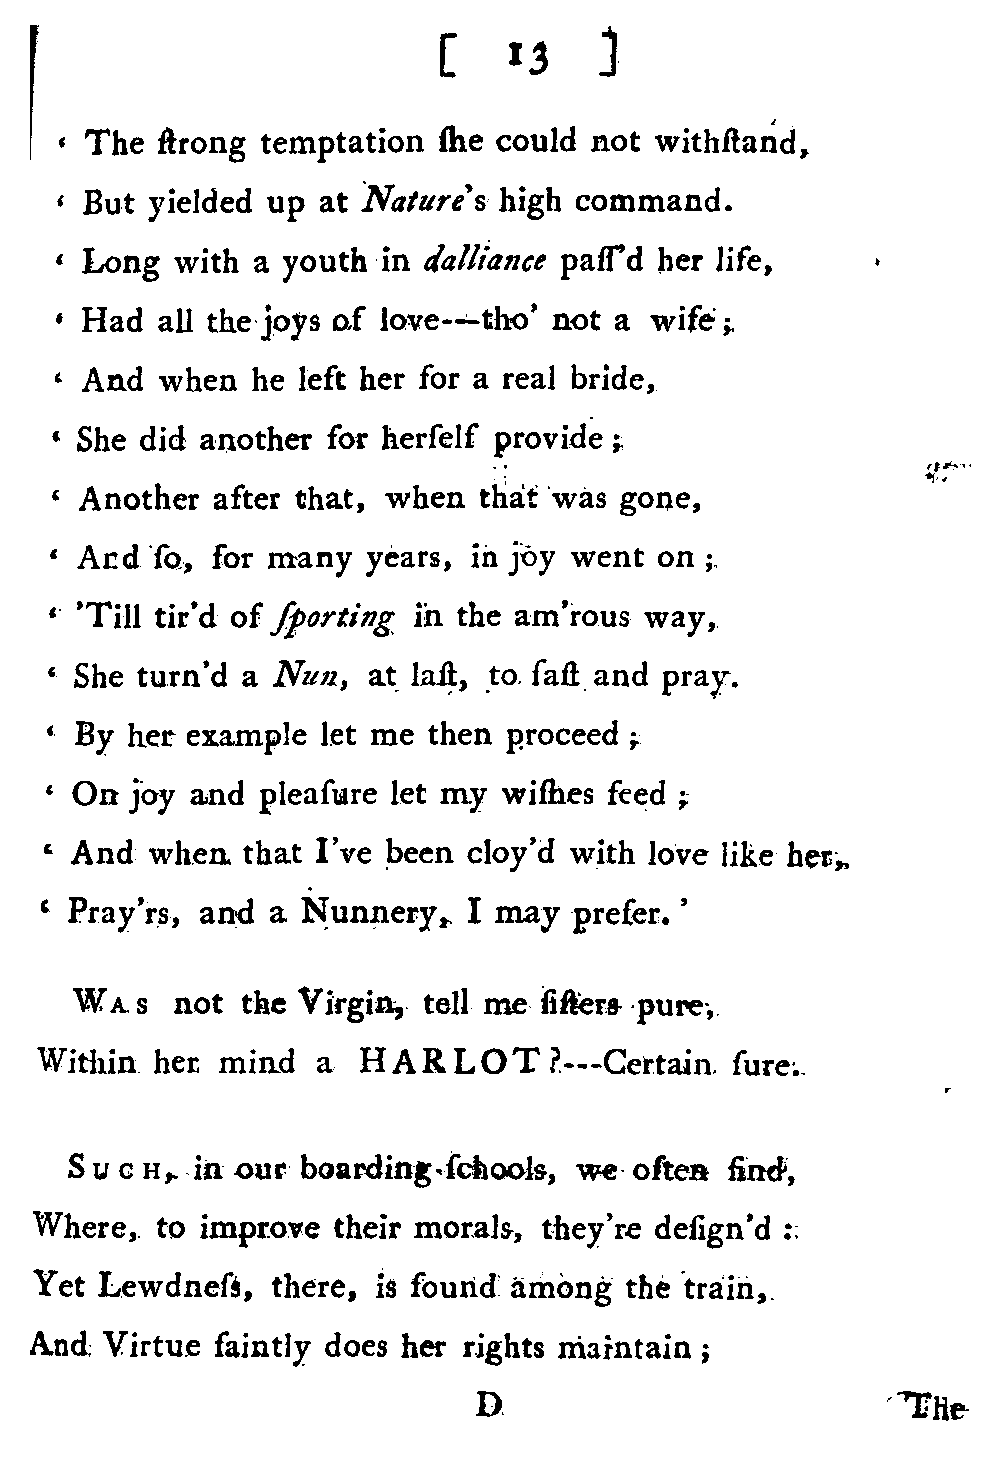 [ 13 ]
‘ The ſtrong temptation ſhe could not withſtand,
‘ But yielded up at Nature's high command.
‘ Long with a youth in dalliance paſſ'd her life,
‘ Had all the joys of love---tho' not a wife;
‘ And when he left her for a real bride,
‘ She did another for herſelf provide;
‘ Another after that, when that was gone,
‘ And ſo, for many years, in joy went on;
‘ 'Till tir'd of ſporting in the am'rous way,
‘ She turn'd a Nun, at laſt, to faſt and pray.
‘ By her example let me then proceed;
‘ On joy and pleaſure let my wiſhes feed;
‘ And when that I've been cloy'd with love like her,
‘ Pray'rs, and a Nunnery, I may prefer.’
WAS not the Virgin, tell me ſiſters pure,
Within her mind a HARLOT?---Certain ſure.
SUCH, in our boarding-ſchools, we often find,
Where, to improve their morals, they're deſign'd:
Yet Lewdneſs, there, is found among the train,
And Virtue faintly does her rights maintain;
D The